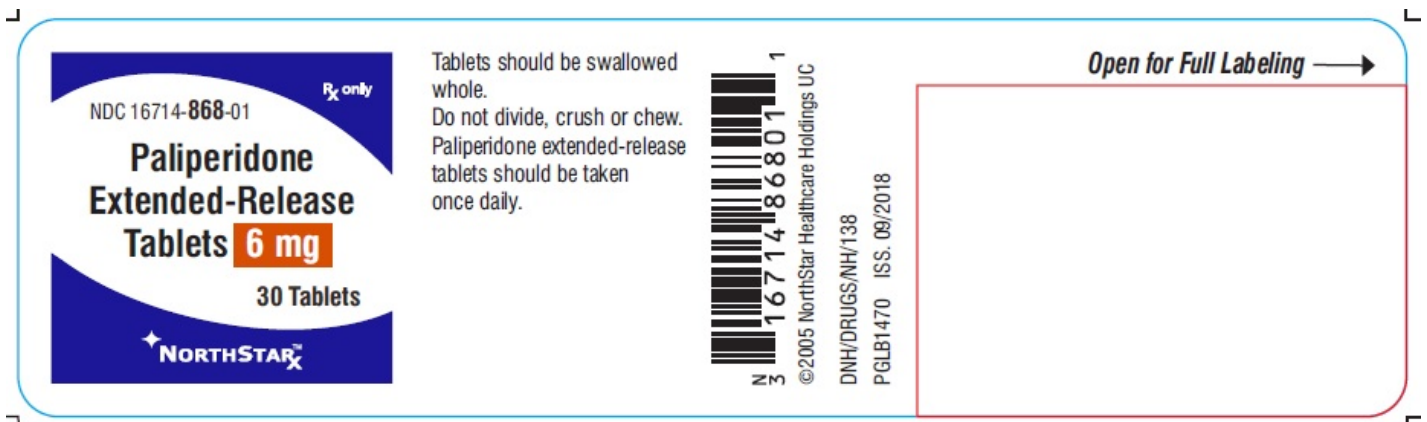 Rx only
NDC 16714-868-01
Paliperidone
Extended-Release
Tablets 6 mg
30 Tablets
NORTHSTARx™
Tablets should be swallowed
whole.
Do not divide, crush or chew.
Paliperidone extended-release
tablets should be taken
once daily.
N
3 16714 86801 1
©2005 NorthStar Healthcare Holdings UC
DNH/DRUGS/NH/138
PGLB1470 ISS. 09/2018
Open for Full Labeling